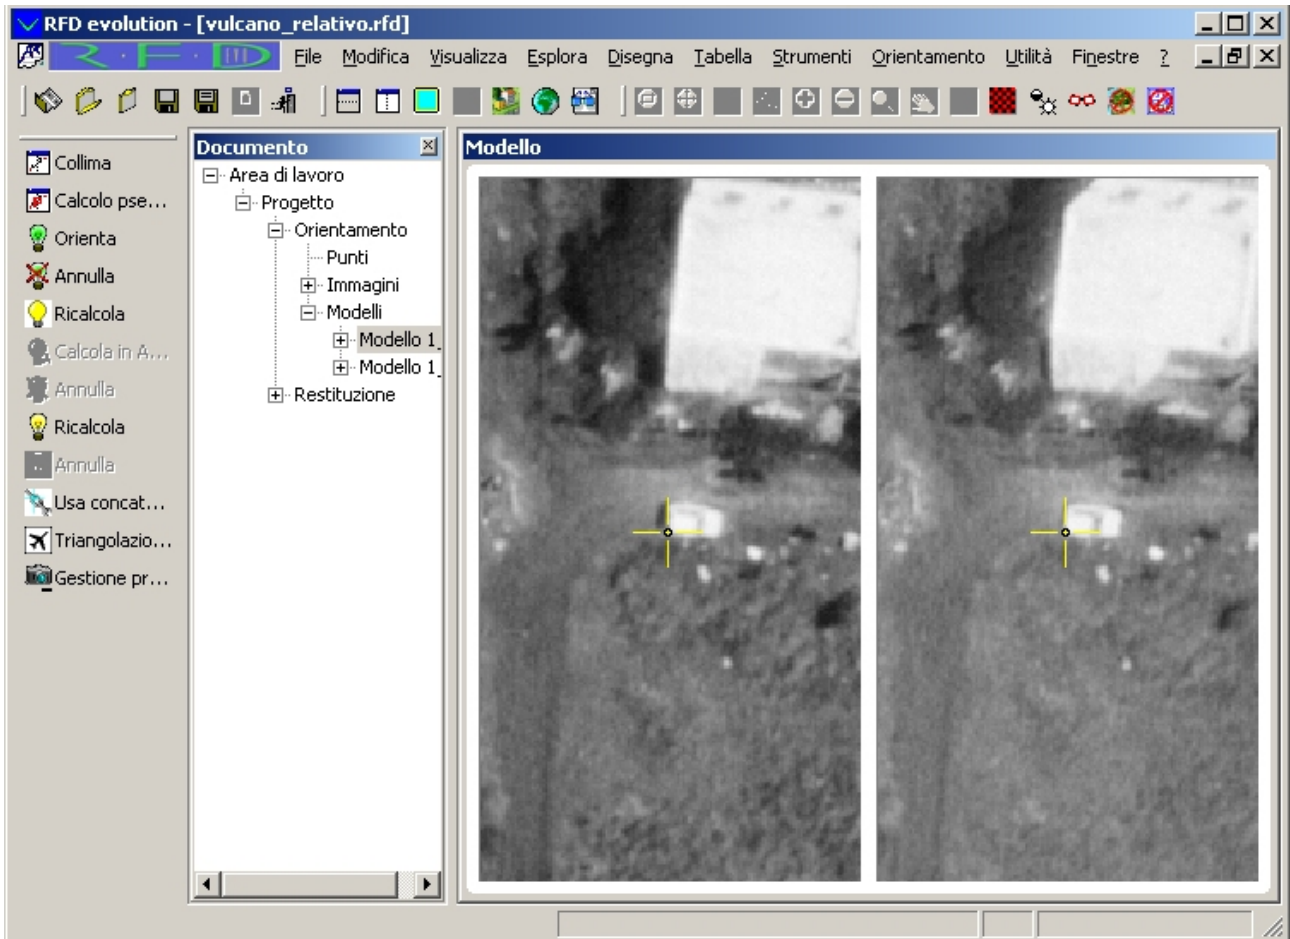 RFD evolution - [vulcano_relativo.rfd]
R·F·D File Modifica Visualizza Esplora Disegna Tabella Strumenti Orientamento Utilità Finestre ?
Collima
Calcolo pse...
Orienta
Annulla
Ricalcola
Calcola in A...
Annulla
Ricalcola
Annulla
Usa concat...
Triangolazio...
Gestione pr...
Documento
Area di lavoro
Progetto
Orientamento
Punti
Immagini
Modelli
Modello 1_
Modello 1_
Restituzione
Modello